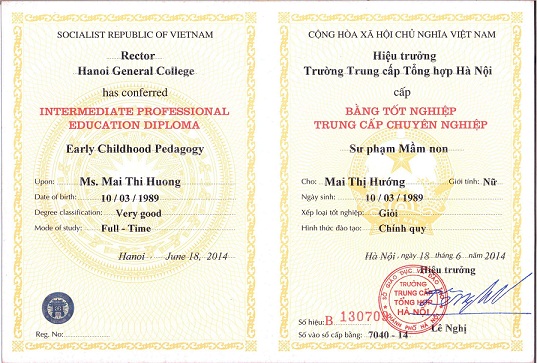 SOCIALIST REPUBLIC OF VIETNAM
Rector
Hanoi General College
has conferred
INTERMEDIATE PROFESSIONAL
EDUCATION DIPLOMA
Early Childhood Pedagogy
Upon: Ms. Mai Thi Huong
Date of birth: 10 / 03 / 1989
Degree classification: Very good
Mode of study: Full - Time
Hanoi, June 18, 2014
Reg. No:
CỘNG HÒA XÃ HỘI CHỦ NGHĨA VIỆT NAM
Hiệu trưởng
Trường Trung cấp Tổng hợp Hà Nội
cấp
BẰNG TỐT NGHIỆP
TRUNG CẤP CHUYÊN NGHIỆP
Sư phạm Mầm non
Cho: Mai Thị Hướng Giới tính: Nữ
Ngày sinh: 10 / 03 / 1989
Xếp loại tốt nghiệp: Giỏi
Hình thức đào tạo: Chính quy
Hà Nội, ngày 18 tháng 6 năm 2014
Hiệu trưởng
TRƯỜNG
TRUNG CẤP
TỔNG HỢP
HÀ NỘI
Số hiệu: B 130709
Lê Nghị
Số vào sổ cấp bằng: 7040 - 14